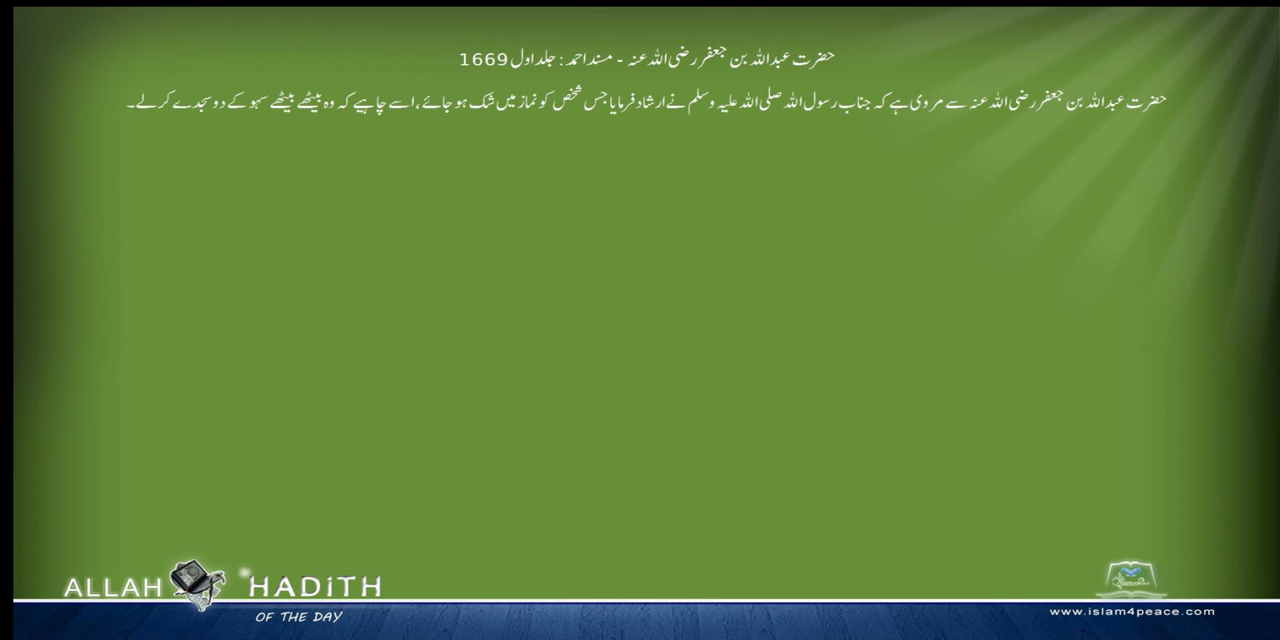 حضرت عبداللہ بن جعفر رضی اللہ عنہ - مسند احمد : جلد اول 1669
حضرت عبداللہ بن جعفر رضی اللہ عنہ سے مروی ہے کہ جناب رسول اللہ صلی اللہ علیہ وسلم نے ارشاد فرمایا جس شخص کو نماز میں شک ہو جائے ، اسے چاہیے کہ وہ بیٹھے بیٹھے سہو کے دو سجدے کر لے۔
ALLAH HADITH
OF THE DAY
www.islam4peace.com